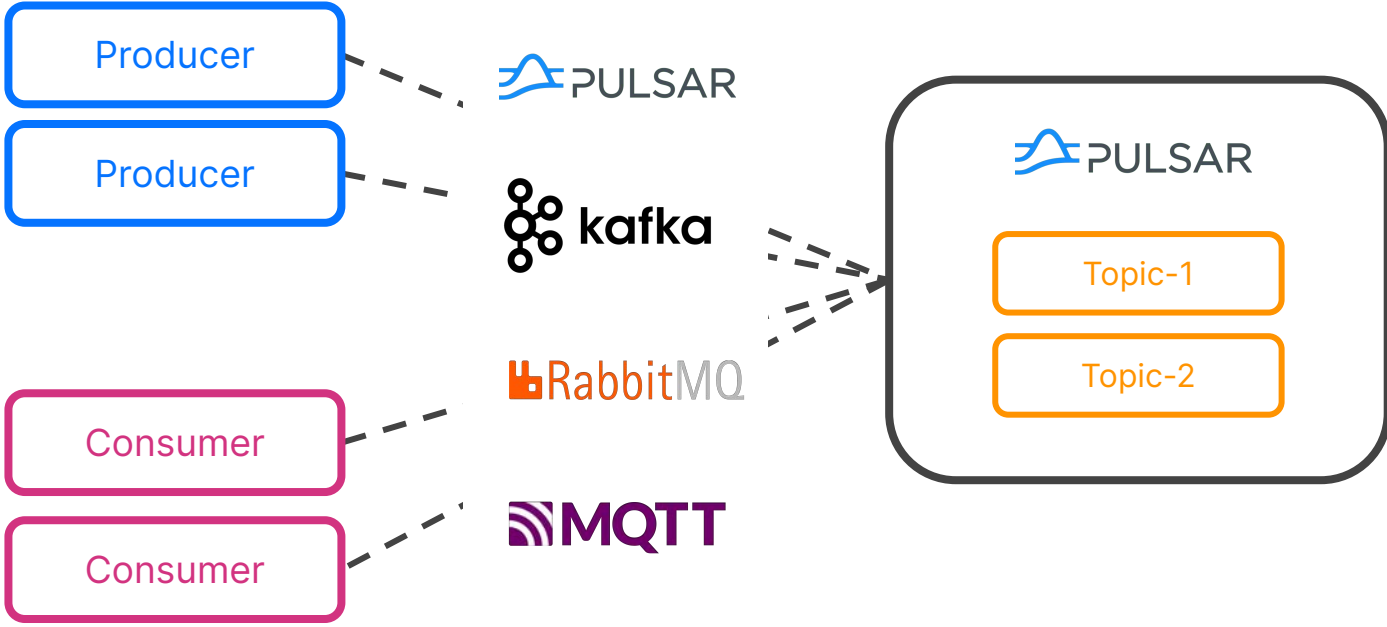 Producer
Producer
Consumer
Consumer
PULSAR
kafka
RabbitMQ
MQTT
PULSAR
Topic-1
Topic-2